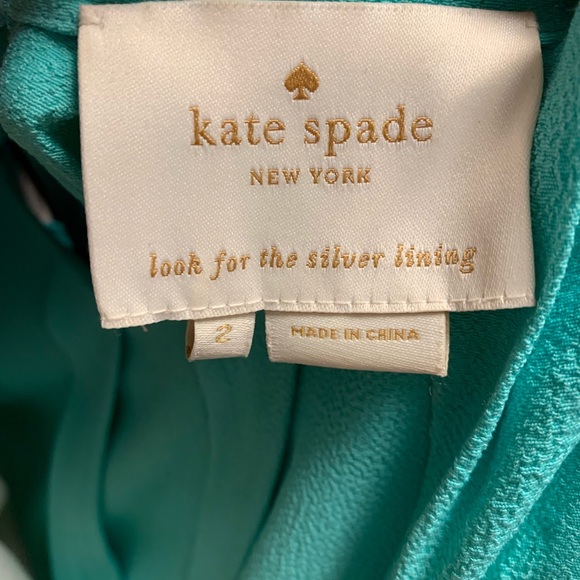 kate spade
NEW YORK
look for the silver lining
2
MADE IN CHINA